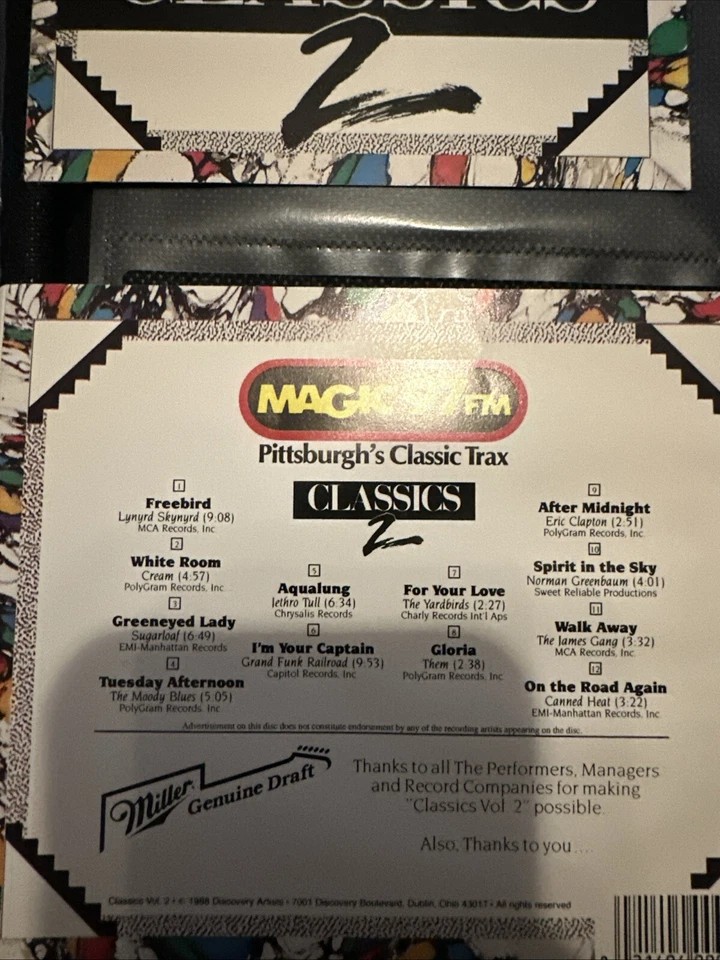 CLASSICS
2
MAGIC FM
Pittsburgh's Classic Trax
CLASSICS
2
1
Freebird
Lynyrd Skynyrd (9:08)
MCA Records, Inc.
2
White Room
Cream (4:57)
PolyGram Records, Inc.
3
Greeneyed Lady
Sugarloaf (6:49)
EMI-Manhattan Records
4
Tuesday Afternoon
The Moody Blues (5:05)
PolyGram Records, Inc.
5
Aqualung
Jethro Tull (6:34)
Chrysalis Records
6
I'm Your Captain
Grand Funk Railroad (9:53)
Capitol Records, Inc.
7
For Your Love
The Yardbirds (2:27)
Charly Records Int'l Aps
8
Gloria
Them (2:38)
PolyGram Records, Inc.
9
After Midnight
Eric Clapton (2:51)
PolyGram Records, Inc.
10
Spirit in the Sky
Norman Greenbaum (4:01)
Sweet Reliable Productions
11
Walk Away
The James Gang (3:32)
MCA Records, Inc.
12
On the Road Again
Canned Heat (3:22)
EMI-Manhattan Records, Inc.
Advertisement on this disc does not constitute endorsement by any of the recording artists appearing on the disc.
Miller
Genuine Draft
Thanks to all The Performers, Managers
and Record Companies for making
"Classics Vol. 2" possible.
Also, Thanks to you....
Classics Vol. 2 • © 1988 Discovery Artists • 7001 Discovery Boulevard, Dublin, Ohio 43017 • All rights reserved